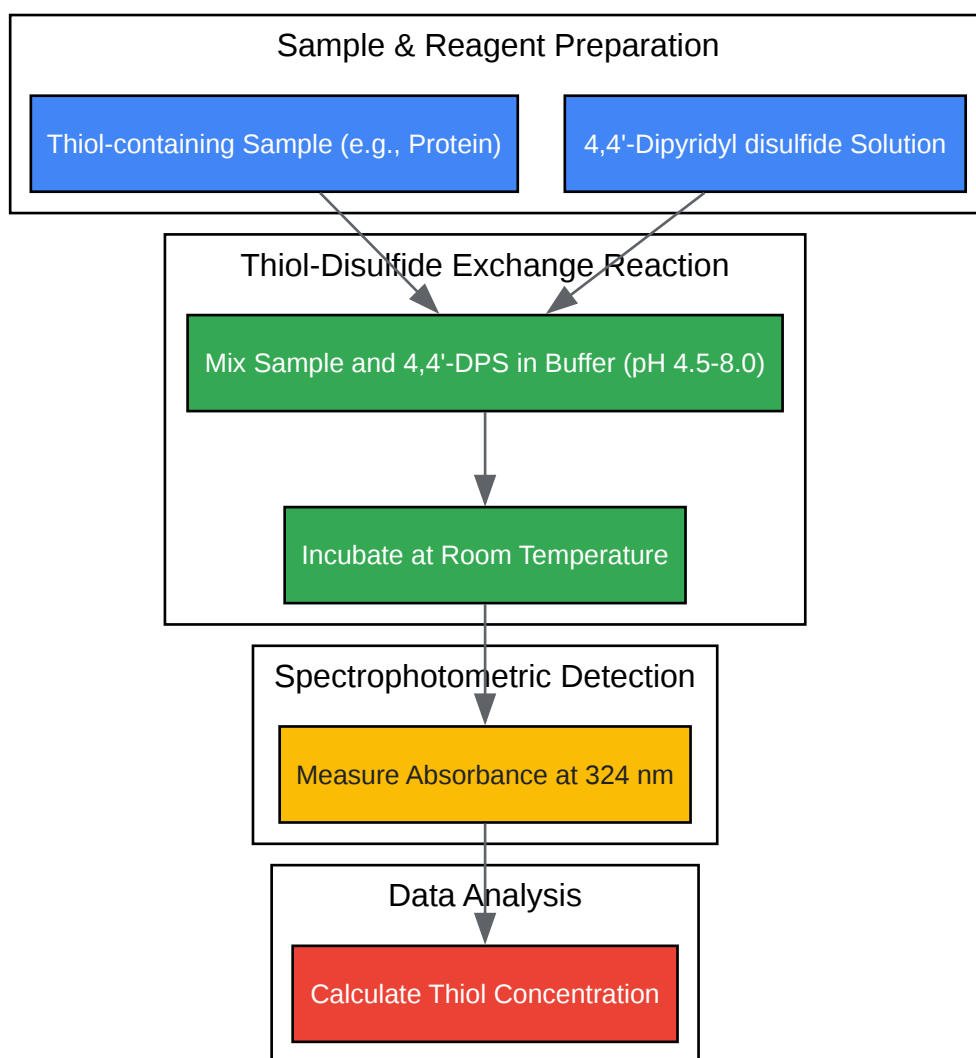 Sample & Reagent Preparation
Thiol-containing Sample (e.g., Protein)
4,4'-Dipyridyl disulfide Solution
Thiol-Disulfide Exchange Reaction
Mix Sample and 4,4'-DPS in Buffer (pH 4.5-8.0)
Incubate at Room Temperature
Spectrophotometric Detection
Measure Absorbance at 324 nm
Data Analysis
Calculate Thiol Concentration